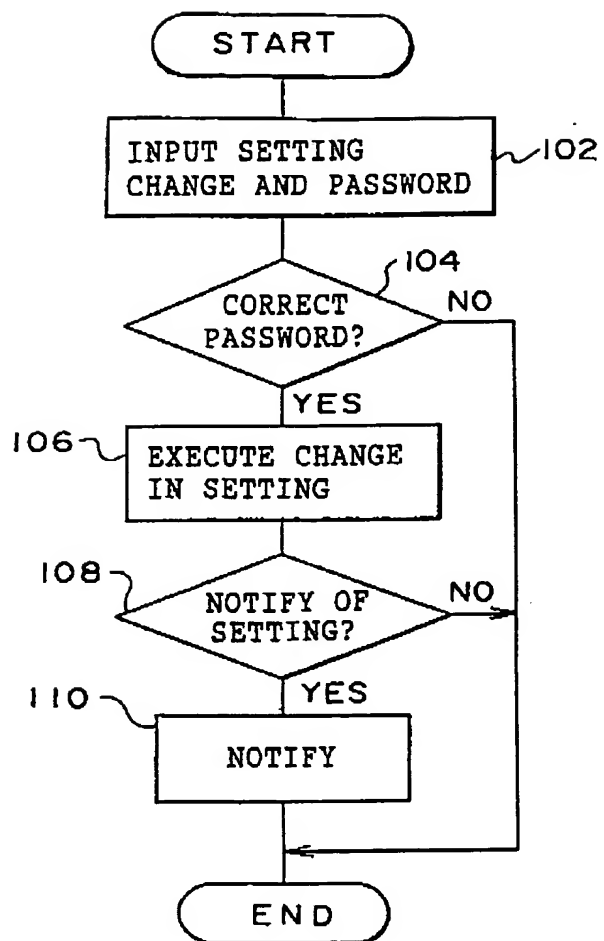 START
INPUT SETTING
CHANGE AND PASSWORD
102
104
CORRECT
PASSWORD?
NO
YES
106
EXECUTE CHANGE
IN SETTING
108
NOTIFY OF
SETTING?
NO
YES
110
NOTIFY
END